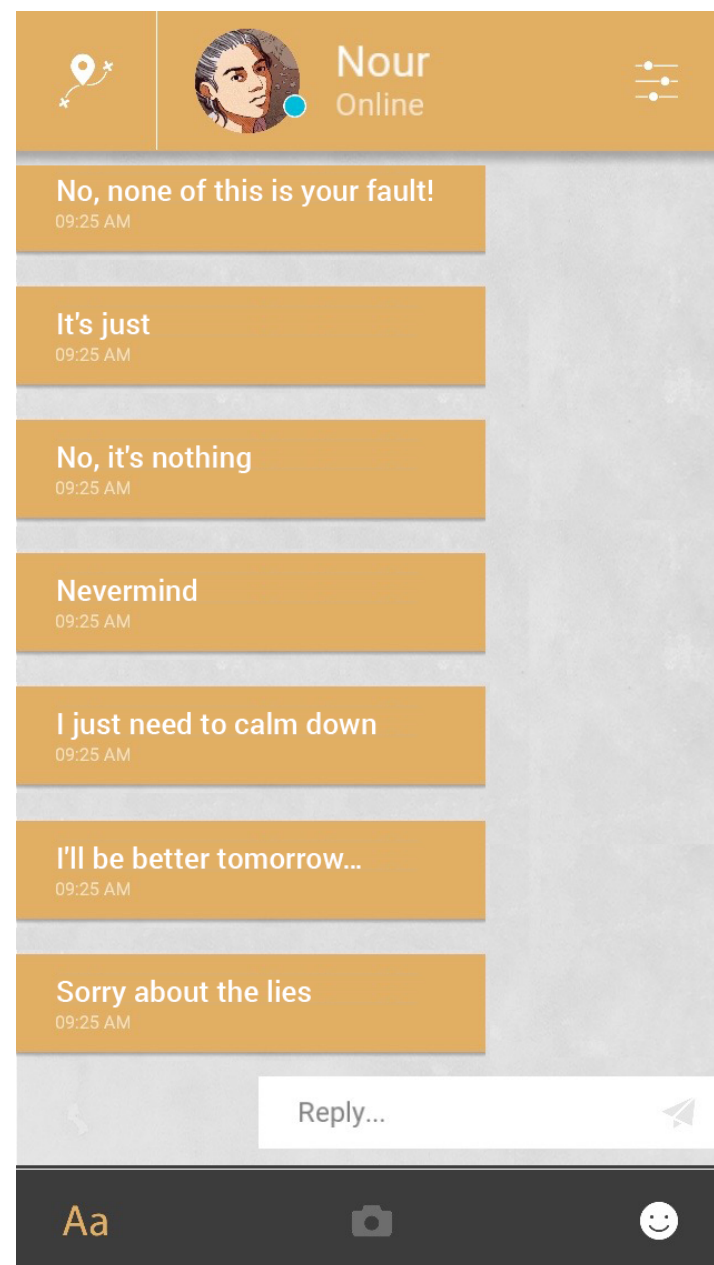 Nour
Online
No, none of this is your fault!
09:25 AM
It's just
09:25 AM
No, it's nothing
09:25 AM
Nevermind
09:25 AM
I just need to calm down
09:25 AM
I'll be better tomorrow...
09:25 AM
Sorry about the lies
09:25 AM
Reply...
Aa